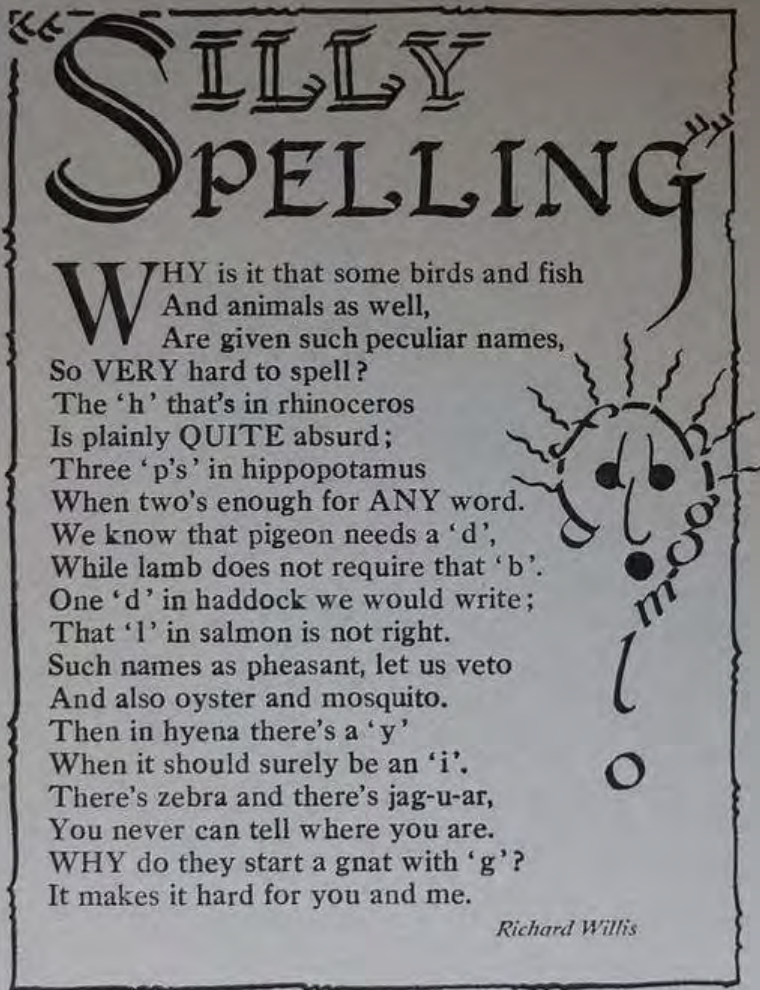 “SILLY
SPELLING”
WHY is it that some birds and fish
And animals as well,
Are given such peculiar names,
So VERY hard to spell?
The ‘h’ that's in rhinoceros
Is plainly QUITE absurd;
Three ‘p's’ in hippopotamus
When two's enough for ANY word.
We know that pigeon needs a ‘d’,
While lamb does not require that ‘b’.
One ‘d’ in haddock we would write;
That ‘l’ in salmon is not right.
Such names as pheasant, let us veto
And also oyster and mosquito.
Then in hyena there's a ‘y’
When it should surely be an ‘i’.
There's zebra and there's jag-u-ar,
You never can tell where you are.
WHY do they start a gnat with ‘g’?
It makes it hard for you and me.
Richard Willis